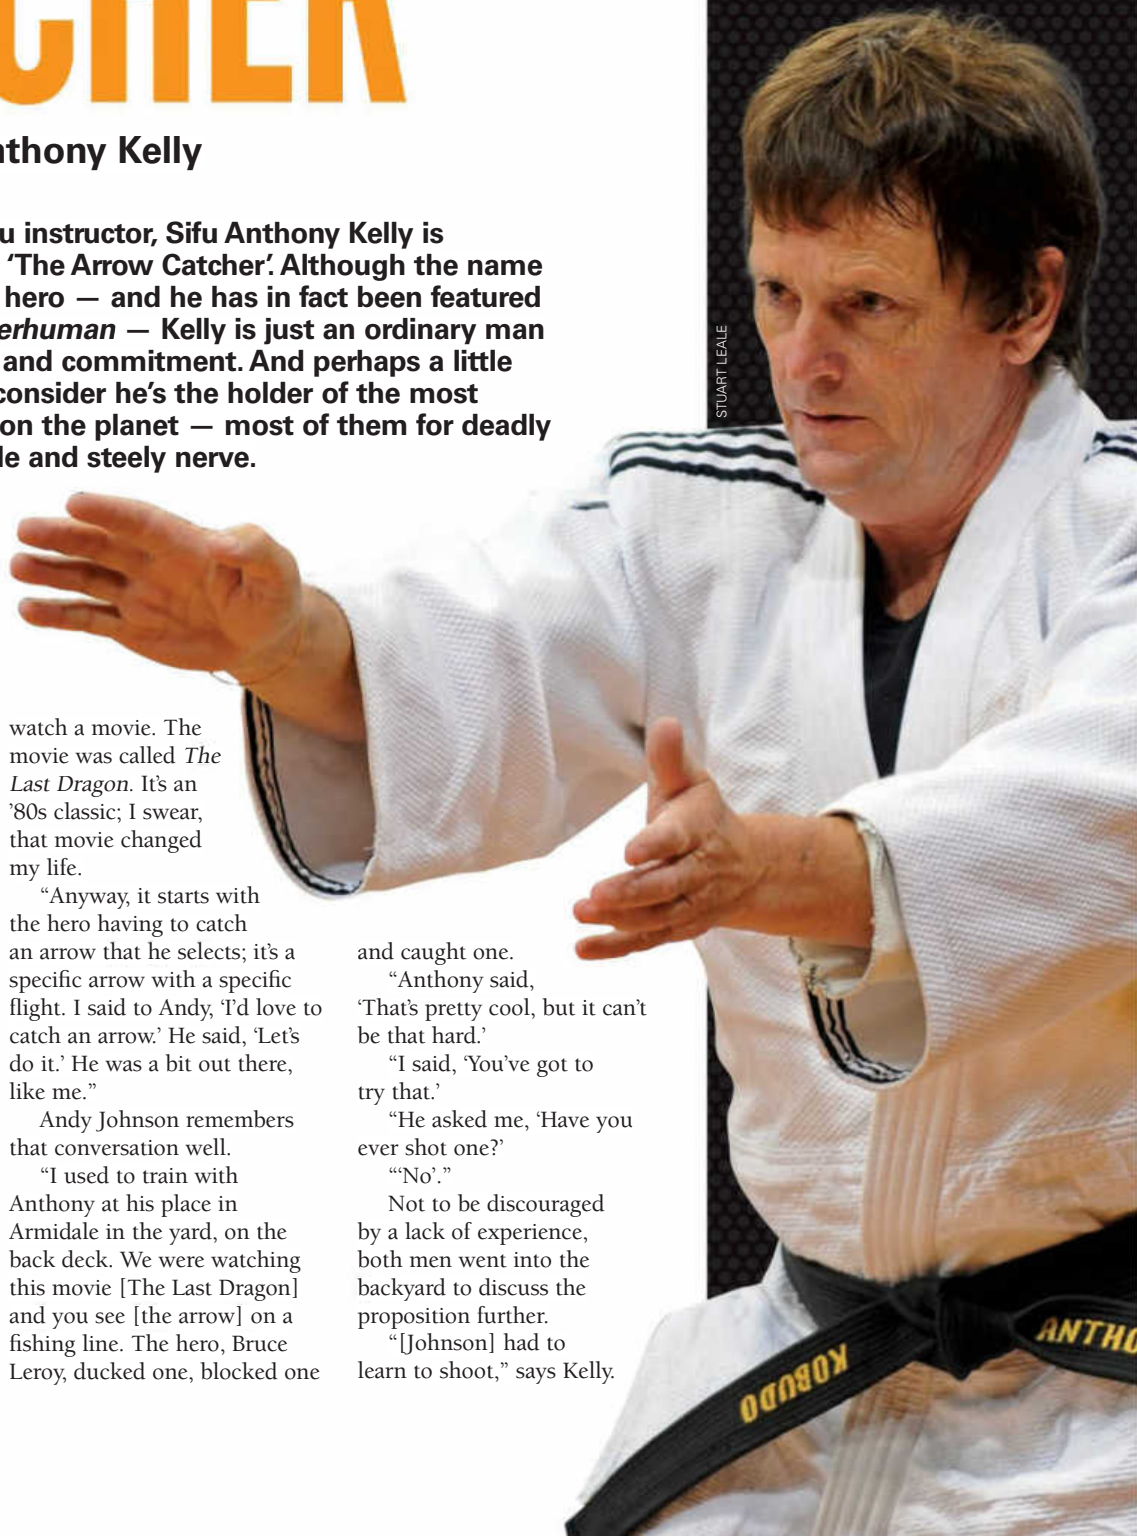 CHER
nthony Kelly
u instructor, Sifu Anthony Kelly is
‘The Arrow Catcher’. Although the name
hero — and he has in fact been featured
erhuman — Kelly is just an ordinary man
and commitment. And perhaps a little
consider he’s the holder of the most
on the planet — most of them for deadly
le and steely nerve.
STUART LEALE
watch a movie. The
movie was called The
Last Dragon. It’s an
’80s classic; I swear,
that movie changed
my life.
“Anyway, it starts with
the hero having to catch
an arrow that he selects; it’s a
specific arrow with a specific
flight. I said to Andy, ‘I’d love to
catch an arrow.’ He said, ‘Let’s
do it.’ He was a bit out there,
like me.”
Andy Johnson remembers
that conversation well.
“I used to train with
Anthony at his place in
Armidale in the yard, on the
back deck. We were watching
this movie [The Last Dragon]
and you see [the arrow] on a
fishing line. The hero, Bruce
Leroy, ducked one, blocked one
and caught one.
“Anthony said,
‘That’s pretty cool, but it can’t
be that hard.’
“I said, ‘You’ve got to
try that.’
“He asked me, ‘Have you
ever shot one?’
“‘No’.”
Not to be discouraged
by a lack of experience,
both men went into the
backyard to discuss the
proposition further.
“[Johnson] had to
learn to shoot,” says Kelly.
KOBUDO
ANTHO